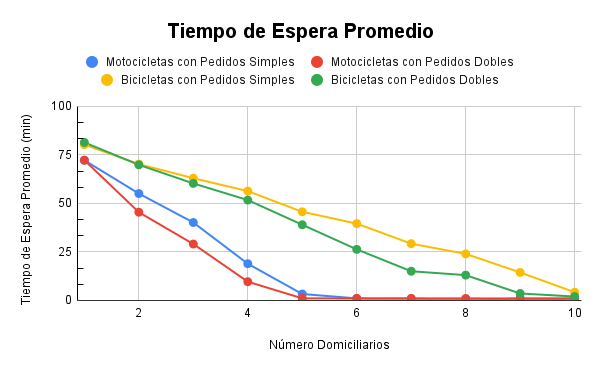 Tiempo de Espera Promedio
Motocicletas con Pedidos Simples
Motocicletas con Pedidos Dobles
Bicicletas con Pedidos Simples
Bicicletas con Pedidos Dobles
Tiempo de Espera Promedio (min)
100
75
50
25
0
2
4
6
8
10
Número Domiciliarios